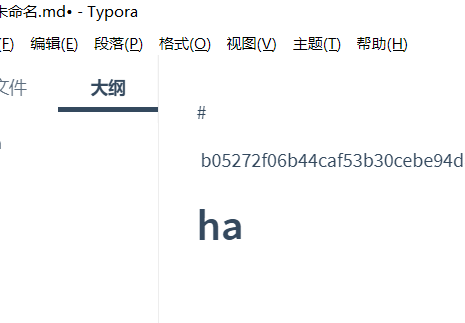 未命名.md• - Typora
(F) 编辑(E) 段落(P) 格式(O) 视图(V) 主题(T) 帮助(H)
文件 大纲
#
b05272f06b44caf53b30cebe94d
ha